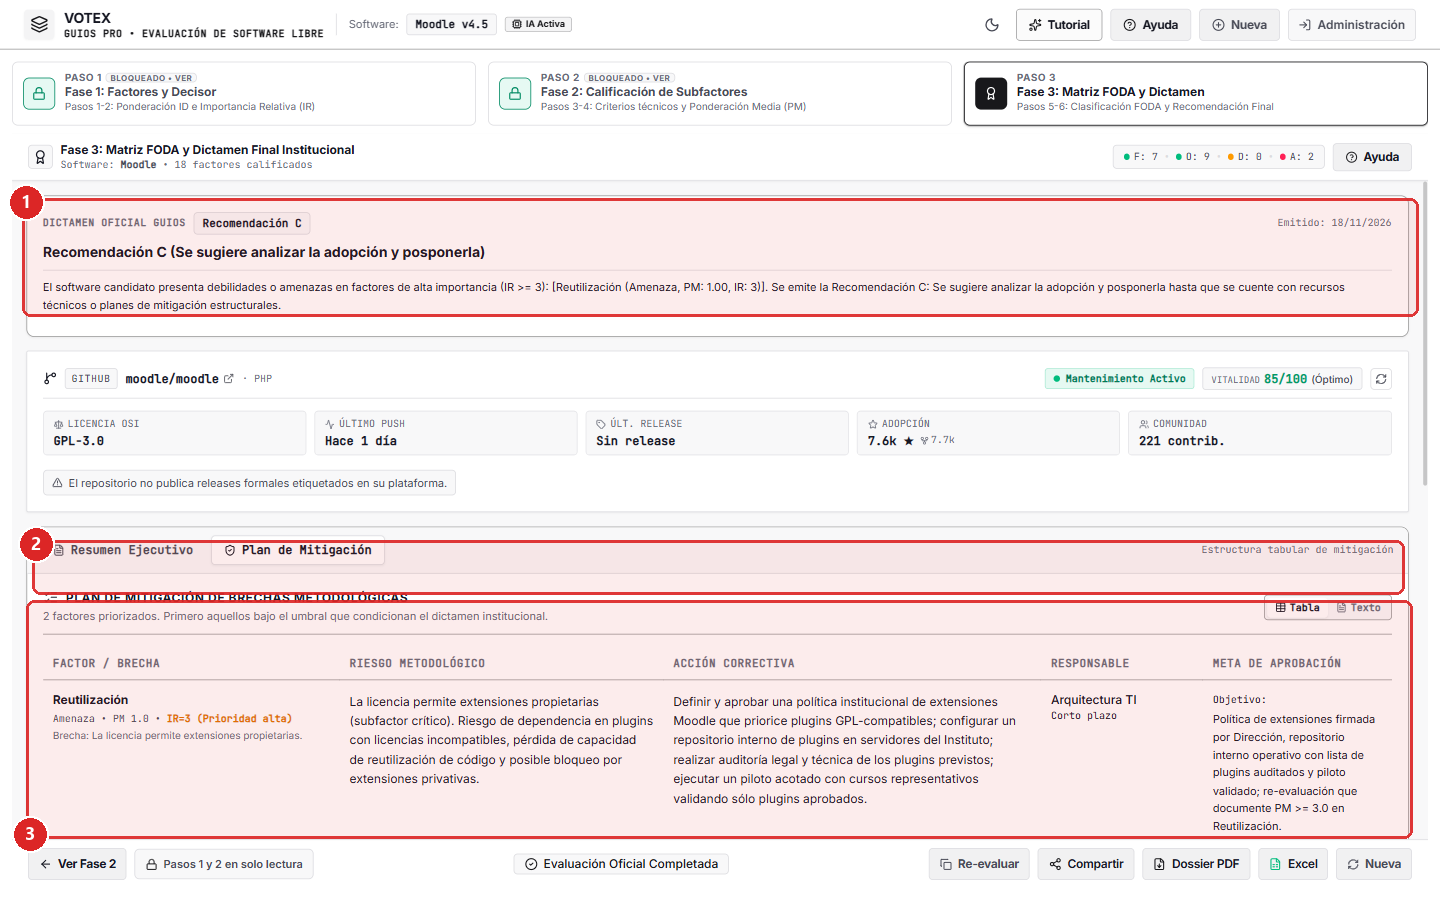 VOTEX
GUIOS PRO • EVALUACIÓN DE SOFTWARE LIBRE
Software: Moodle v4.5 IA Activa
Tutorial Ayuda Nueva Administración
PASO 1 BLOQUEADO • VER
Fase 1: Factores y Decisor
Pasos 1-2: Ponderación ID e Importancia Relativa (IR)
PASO 2 BLOQUEADO • VER
Fase 2: Calificación de Subfactores
Pasos 3-4: Criterios técnicos y Ponderación Media (PM)
PASO 3
Fase 3: Matriz FODA y Dictamen
Pasos 5-6: Clasificación FODA y Recomendación Final
Fase 3: Matriz FODA y Dictamen Final Institucional
Software: Moodle • 18 factores calificados
F: 7 • O: 9 • D: 0 • A: 2
Ayuda
1
DICTAMEN OFICIAL GUIOS Recomendación C
Emitido: 18/11/2026
Recomendación C (Se sugiere analizar la adopción y posponerla)
El software candidato presenta debilidades o amenazas en factores de alta importancia (IR >= 3): [Reutilización (Amenaza, PM: 1.00, IR: 3)]. Se emite la Recomendación C: Se sugiere analizar la adopción y posponerla hasta que se cuente con recursos
técnicos o planes de mitigación estructurales.
GITHUB moodle/moodle · PHP
Mantenimiento Activo VITALIDAD 85/100 (Óptimo)
LICENCIA OSI
GPL-3.0
ÚLTIMO PUSH
Hace 1 día
ÚLT. RELEASE
Sin release
ADOPCIÓN
7.6k ★ 7.7k
COMUNIDAD
221 contrib.
El repositorio no publica releases formales etiquetados en su plataforma.
2
Resumen Ejecutivo Plan de Mitigación
Estructura tabular de mitigación
PLAN DE MITIGACIÓN DE BRECHAS METODOLÓGICAS
2 factores priorizados. Primero aquellos bajo el umbral que condicionan el dictamen institucional.
Tabla Texto
FACTOR / BRECHA RIESGO METODOLÓGICO ACCIÓN CORRECTIVA RESPONSABLE META DE APROBACIÓN
Reutilización
Amenaza • PM 1.0 • IR=3 (Prioridad alta)
Brecha: La licencia permite extensiones propietarias.
La licencia permite extensiones propietarias
(subfactor crítico). Riesgo de dependencia en plugins
con licencias incompatibles, pérdida de capacidad
de reutilización de código y posible bloqueo por
extensiones privativas.
Definir y aprobar una política institucional de extensiones
Moodle que priorice plugins GPL-compatibles; configurar un
repositorio interno de plugins en servidores del Instituto;
realizar auditoría legal y técnica de los plugins previstos;
ejecutar un piloto acotado con cursos representativos
validando sólo plugins aprobados.
Arquitectura TI
Corto plazo
Objetivo:
Política de extensiones firmada
por Dirección, repositorio
interno operativo con lista de
plugins auditados y piloto
validado; re-evaluación que
documente PM >= 3.0 en
Reutilización.
3
Ver Fase 2 Pasos 1 y 2 en solo lectura
Evaluación Oficial Completada
Re-evaluar Compartir Dossier PDF Excel Nueva